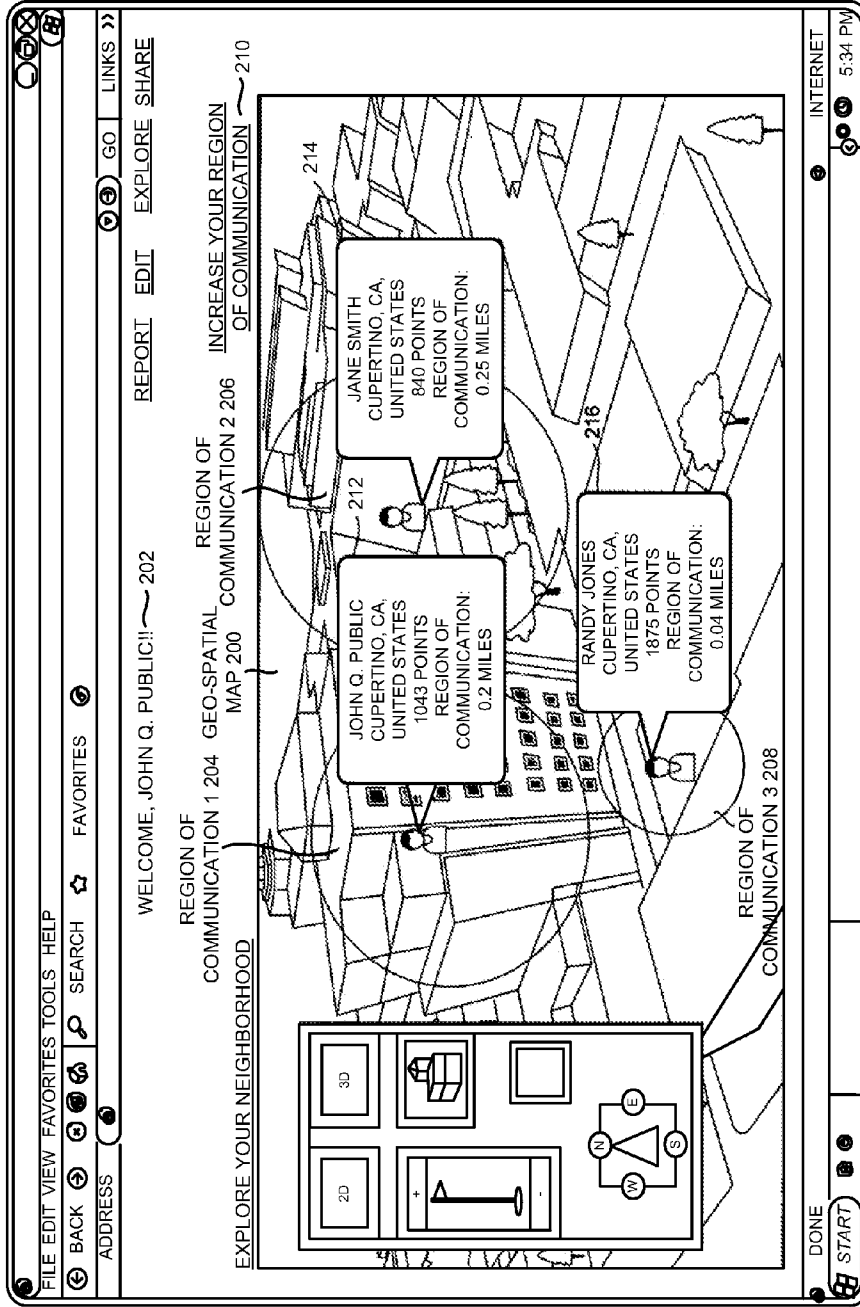 FILE EDIT VIEW FAVORITES TOOLS HELP
BACK SEARCH FAVORITES
ADDRESS GO LINKS >>
WELCOME, JOHN Q. PUBLIC!! 202
REPORT EDIT EXPLORE SHARE
EXPLORE YOUR NEIGHBORHOOD
REGION OF
COMMUNICATION 1 204
GEO-SPATIAL
MAP 200
REGION OF
COMMUNICATION 2 206
INCREASE YOUR REGION
OF COMMUNICATION 210
2D
3D
+
-
N
W
E
S
212
JOHN Q. PUBLIC
CUPERTINO, CA,
UNITED STATES
1043 POINTS
REGION OF
COMMUNICATION:
0.2 MILES
214
JANE SMITH
CUPERTINO, CA,
UNITED STATES
840 POINTS
REGION OF
COMMUNICATION:
0.25 MILES
216
RANDY JONES
CUPERTINO, CA,
UNITED STATES
1875 POINTS
REGION OF
COMMUNICATION:
0.04 MILES
REGION OF
COMMUNICATION 3 208
DONE INTERNET
START 5:34 PM